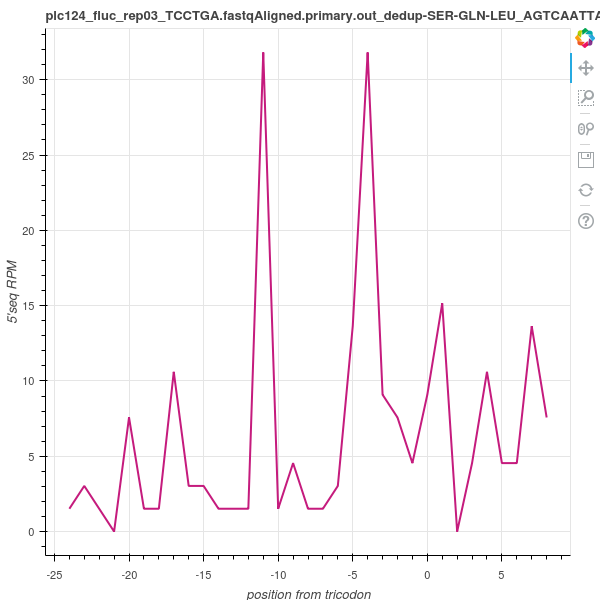 plc124_fluc_rep03_TCCTGA.fastqAligned.primary.out_dedup-SER-GLN-LEU_AGTCAATTA
30
25
20
15
10
5
0
5'seq RPM
-25 -20 -15 -10 -5 0 5
position from tricodon